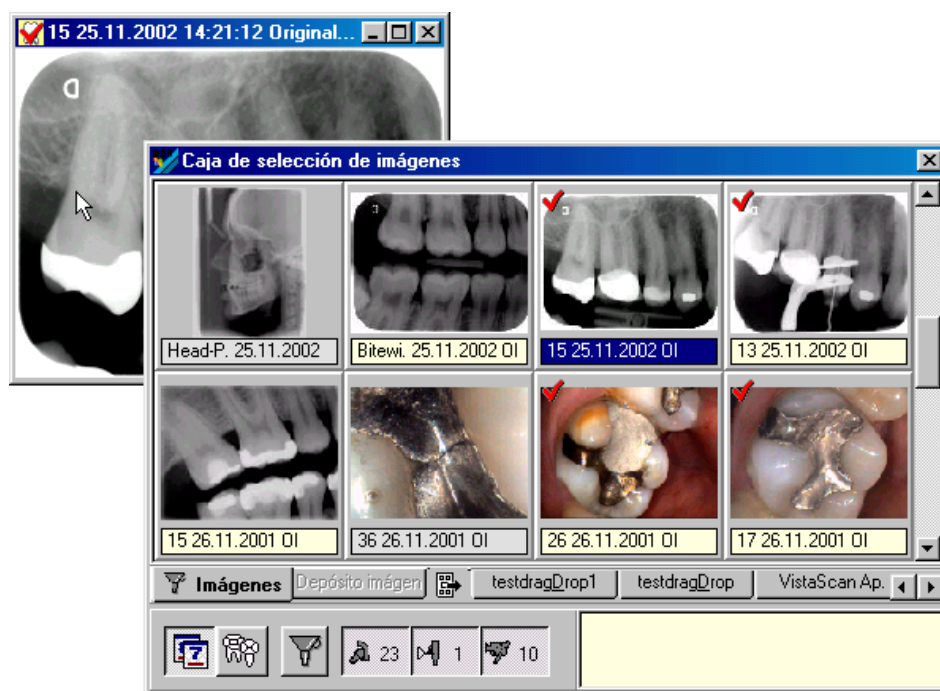 15 25.11.2002 14:21:12 Original...
Caja de selección de imágenes
Head-P. 25.11.2002
Bitewi. 25.11.2002 OI
15 25.11.2002 OI
13 25.11.2002 OI
15 26.11.2001 OI
36 26.11.2001 OI
26 26.11.2001 OI
17 26.11.2001 OI
Imágenes
Depósito imágen
testdragDrop1
testdragDrop
VistaScan Ap.
7
23
1
10